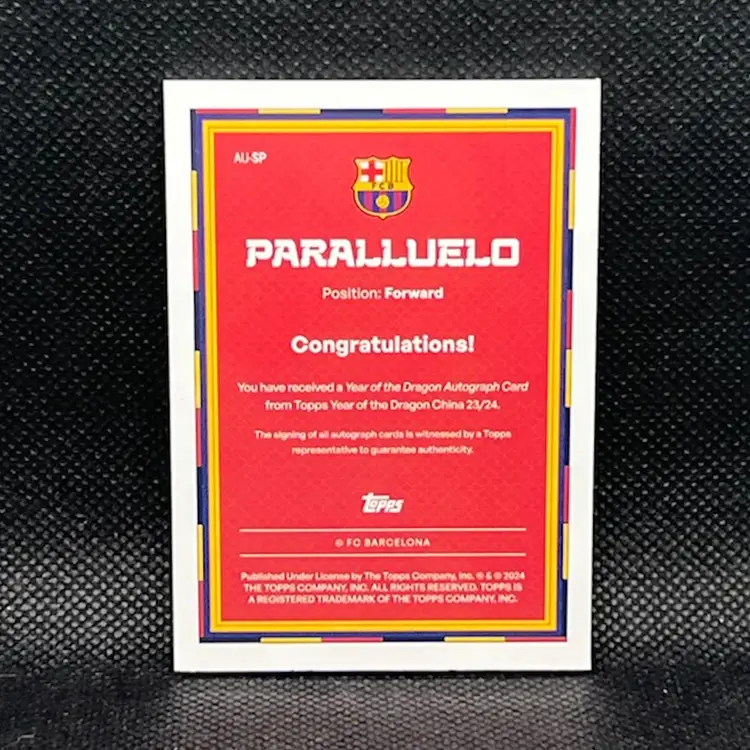 AU-SP
FCB
PARALLUELO
Position: Forward
Congratulations!
You have received a Year of the Dragon Autograph Card
from Topps Year of the Dragon China 23/24.
The signing of all autograph cards is witnessed by a Topps
representative to guarantee authenticity.
Topps
© FC BARCELONA
Published Under License by The Topps Company, Inc. ® & © 2024
THE TOPPS COMPANY, INC. ALL RIGHTS RESERVED. TOPPS IS
A REGISTERED TRADEMARK OF THE TOPPS COMPANY, INC.